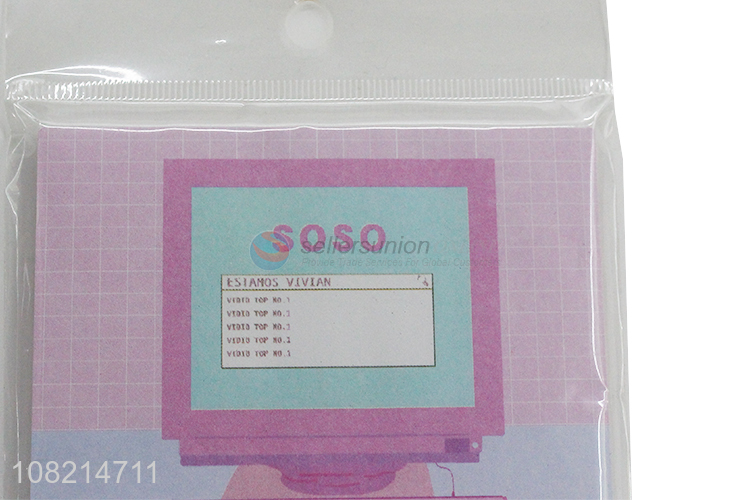 SOSO
sellersunion
ESTAMOS VIVIAN
VIDIO TOP NO.1
VIDIO TOP NO.1
VIDIO TOP NO.1
VIDIO TOP NO.1
VIDIO TOP NO.1
108214711